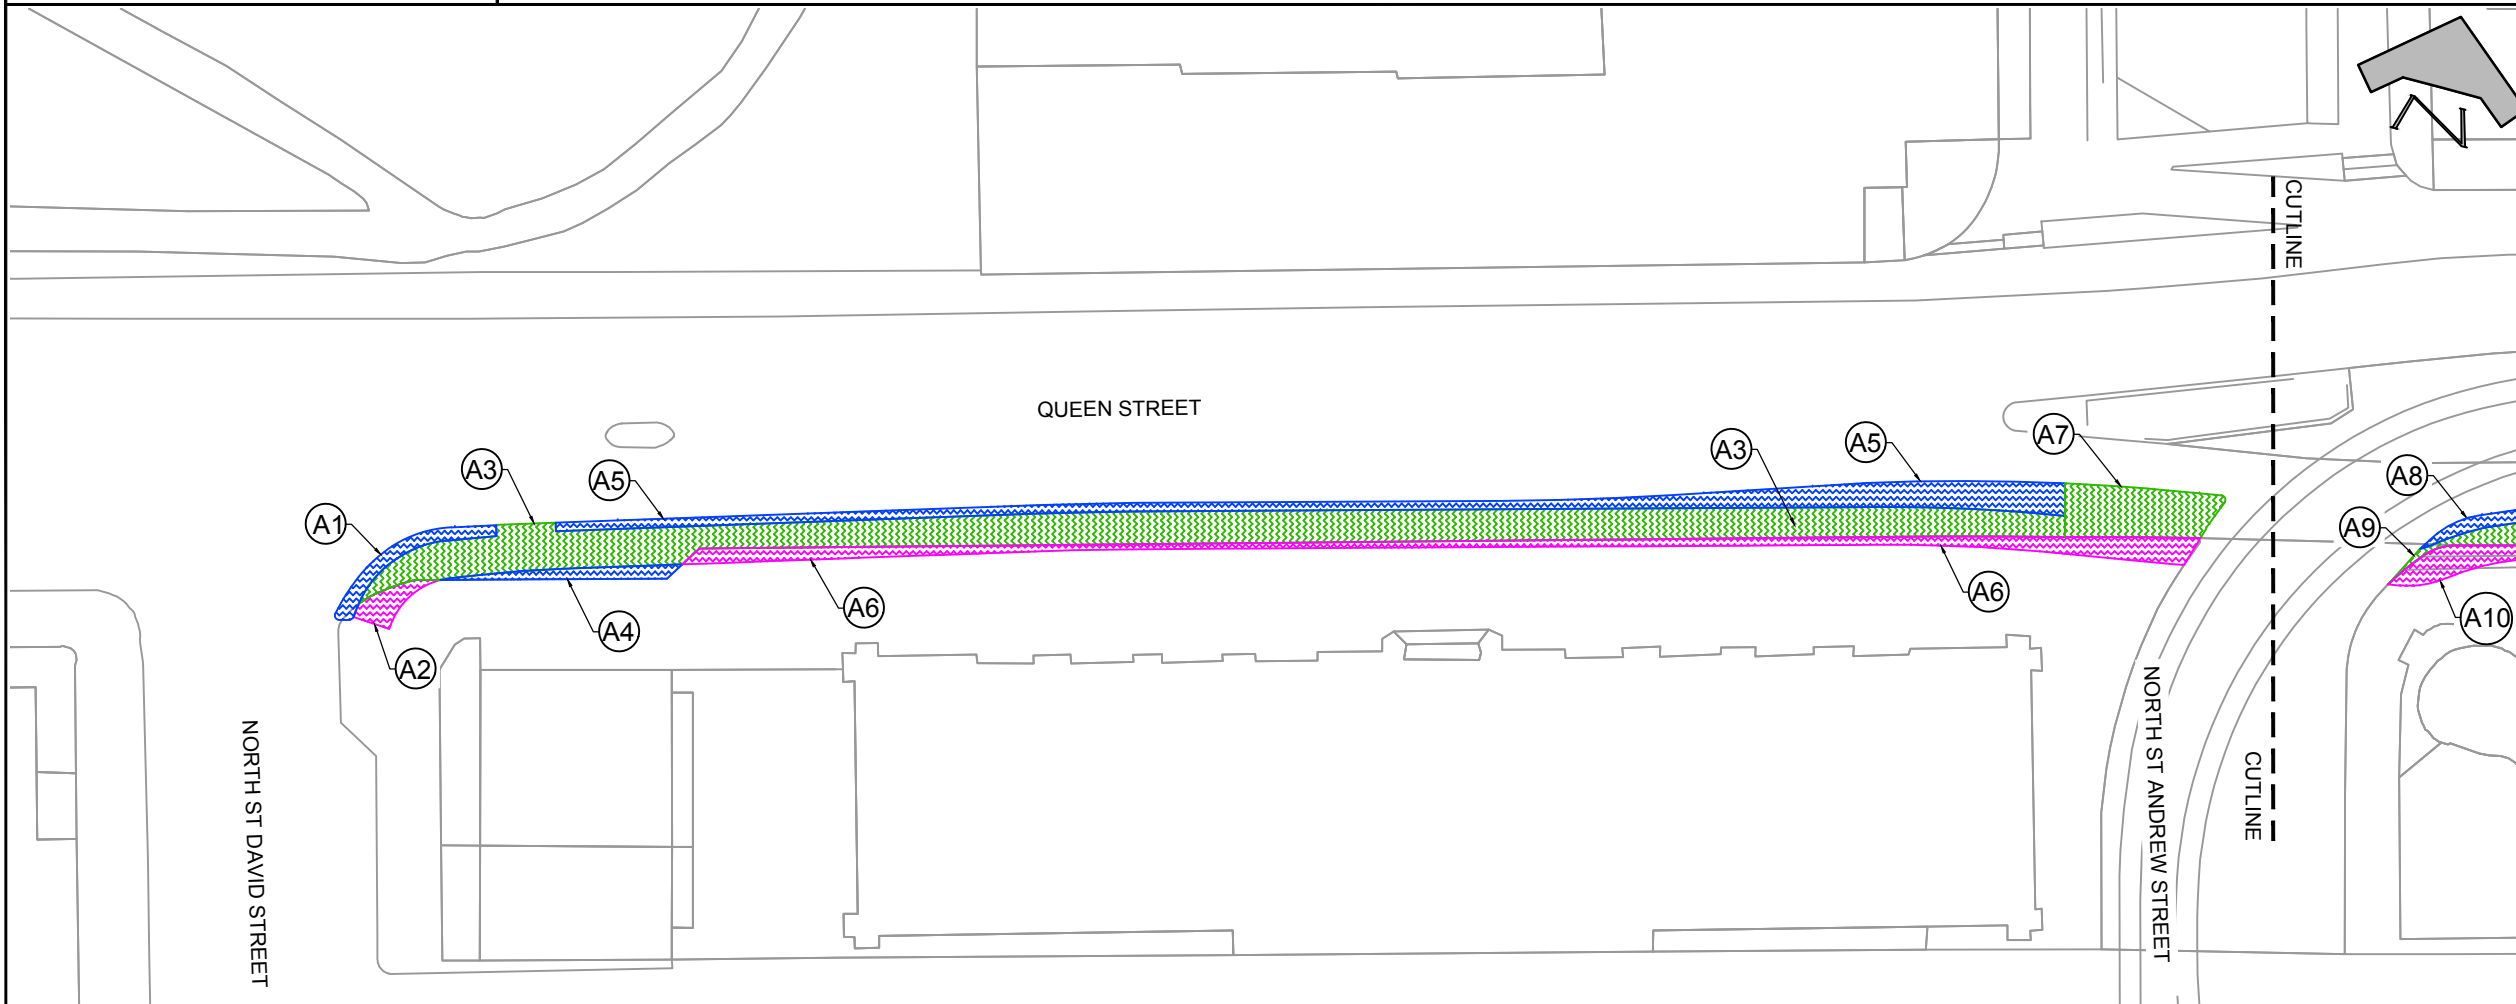 CUTLINE
QUEEN STREET
A3
A5
A1
A3
A5
A7
A8
A9
A6
A4
A2
A6
A10
NORTH ST DAVID STREET
NORTH ST ANDREW STREET
CUTLINE
N